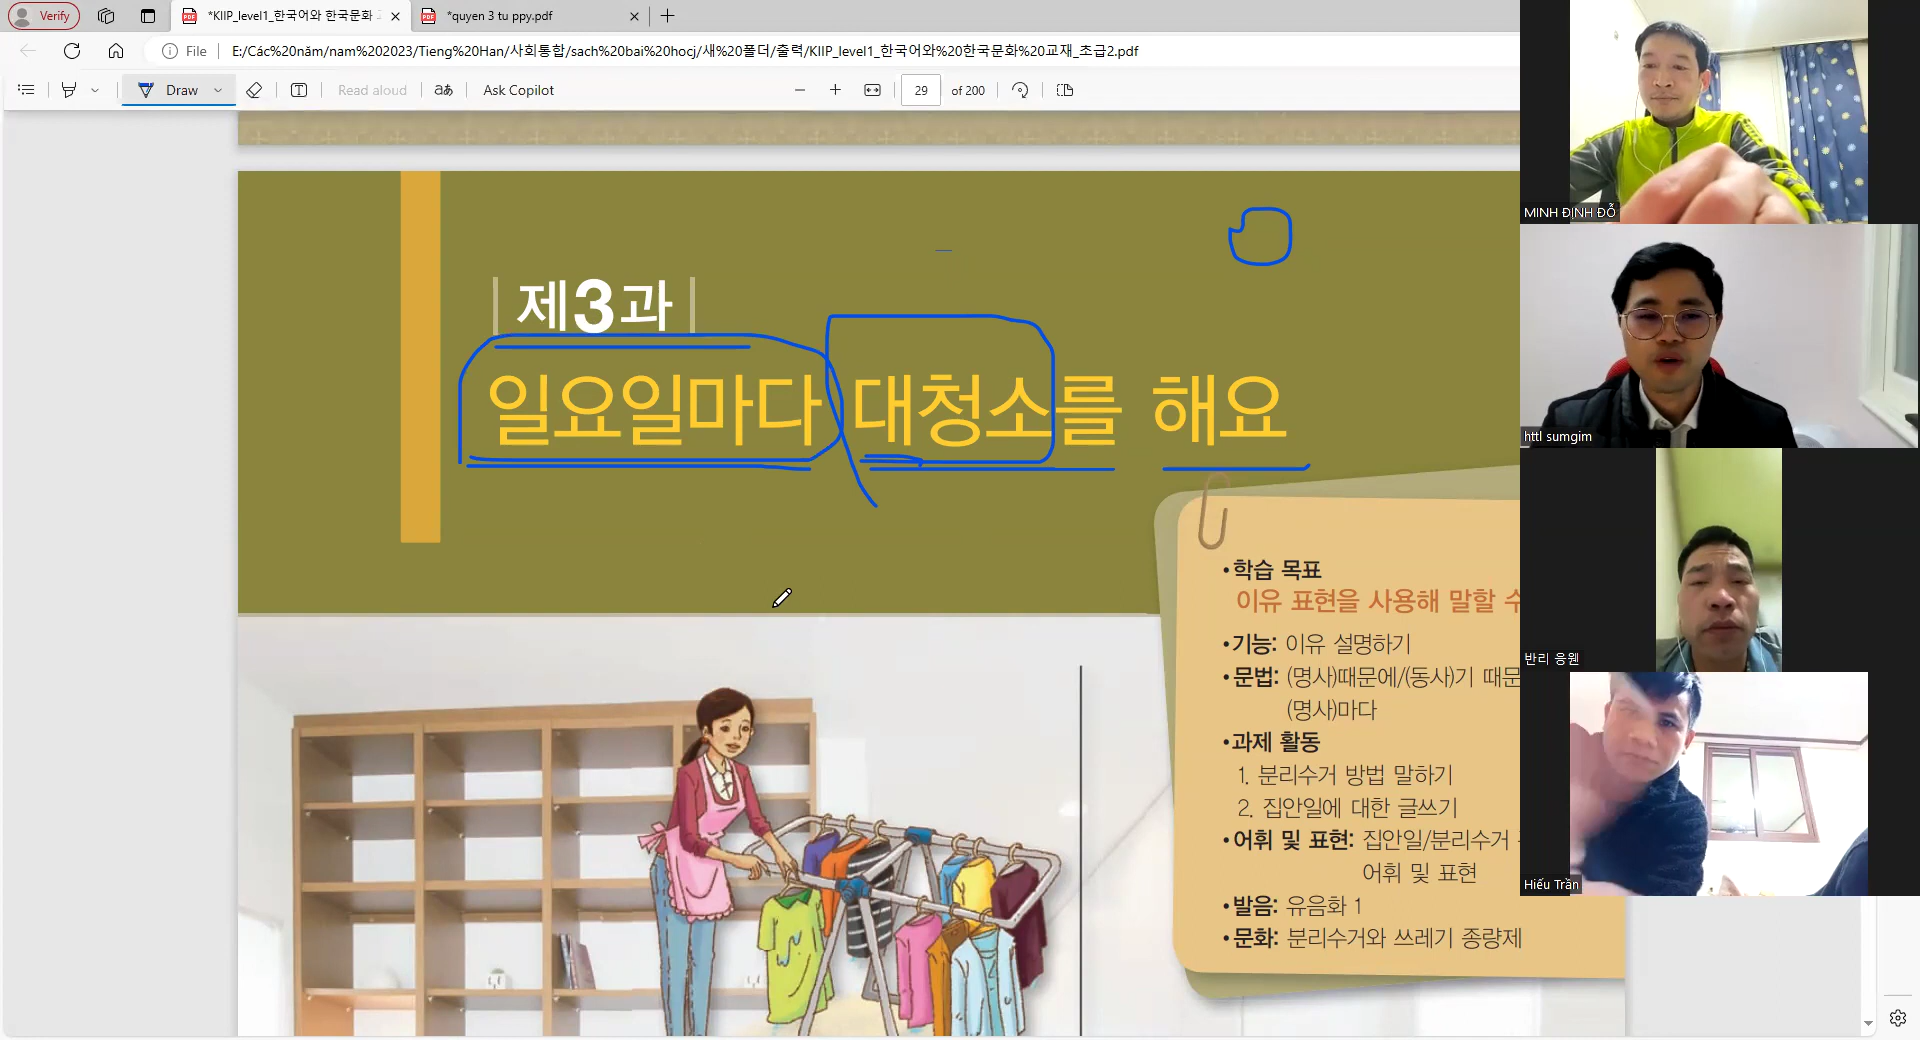 Verify
*KIIP_level1_한국어와 한국문화
*quyen 3 tu ppy.pdf
File
E:/Các%20năm/nam%202023/Tieng%20Han/사회통합/sach%20bai%20hocj/새%20폴더/출력/KIIP_level1_한국어와%20한국문화%20교재_초급2.pdf
Draw
Read aloud
aあ
Ask Copilot
29
of 200
제3과
일요일마다 대청소를 해요
•학습 목표
이유 표현을 사용해 말할 수
•기능: 이유 설명하기
•문법: (명사)때문에/(동사)기 때문
(명사)마다
•과제 활동
1. 분리수거 방법 말하기
2. 집안일에 대한 글쓰기
•어휘 및 표현: 집안일/분리수거
어휘 및 표현
•발음: 유음화 1
•문화: 분리수거와 쓰레기 종량제
MINH ĐỊNH ĐỖ
httl sumgim
반리 응웬
Hiếu Trần